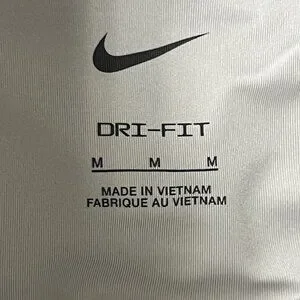 DRI-FIT
M M M
MADE IN VIETNAM
FABRIQUE AU VIETNAM